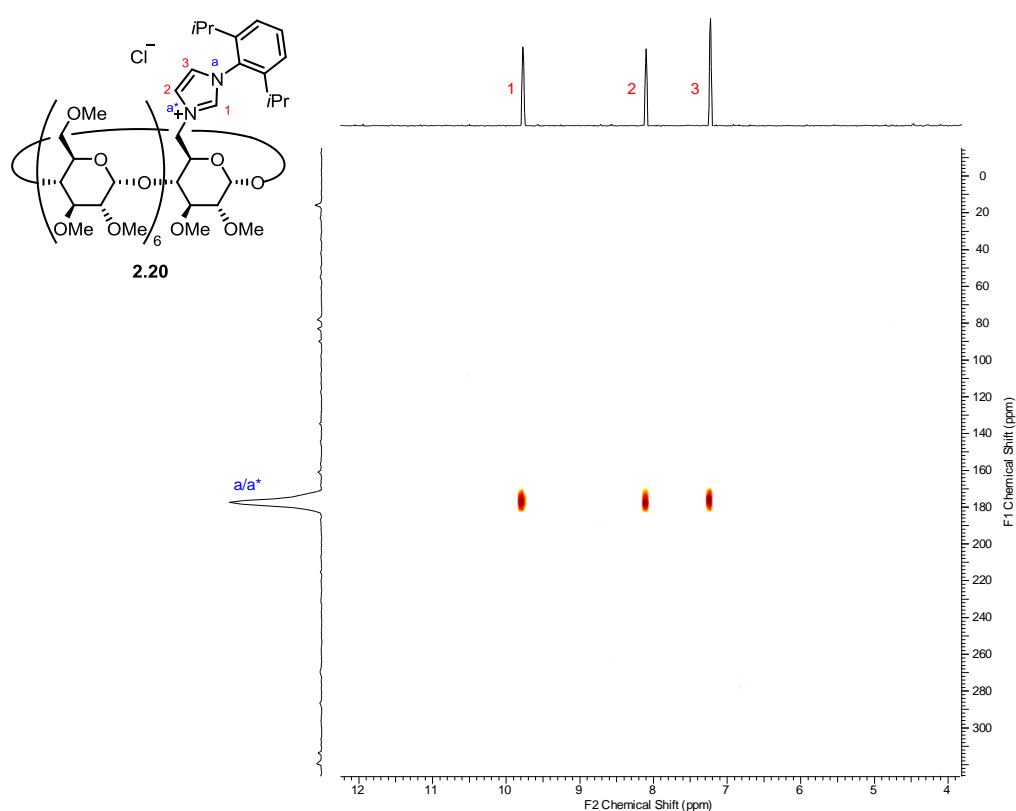 iPr
Cl−
3
a
N
2
a*
N
+
1
iPr
OMe
O
O
O
O
OMe
OMe
6
OMe
OMe
2.20
1
2
3
a/a*
0
20
40
60
80
100
120
140
160
180
200
220
240
260
280
300
F1 Chemical Shift (ppm)
12
11
10
9
8
7
6
5
4
F2 Chemical Shift (ppm)